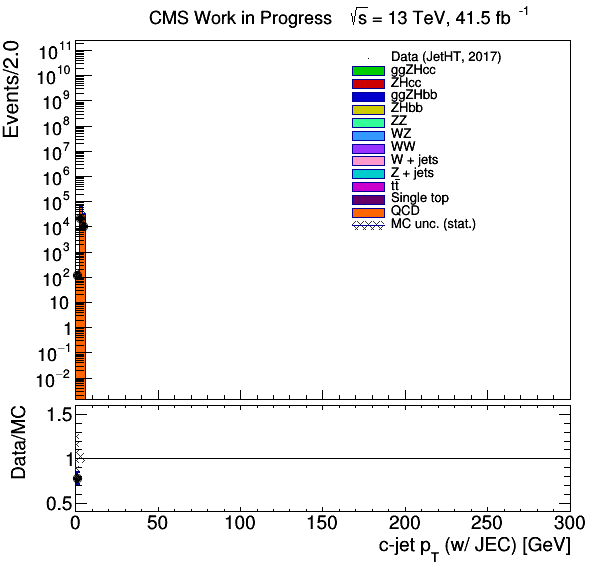 CMS Work in Progress √s = 13 TeV, 41.5 fb⁻¹
Events/2.0
10¹¹
10¹⁰
10⁹
10⁸
10⁷
10⁶
10⁵
10⁴
10³
10²
10
1
10⁻¹
10⁻²
Data (JetHT, 2017)
ggZHcc
ZHcc
ggZHbb
ZHbb
ZZ
WZ
WW
W + jets
Z + jets
tt̄
Single top
QCD
MC unc. (stat.)
Data/MC
1.5
1
0.5
0 50 100 150 200 250 300
c-jet p_T (w/ JEC) [GeV]